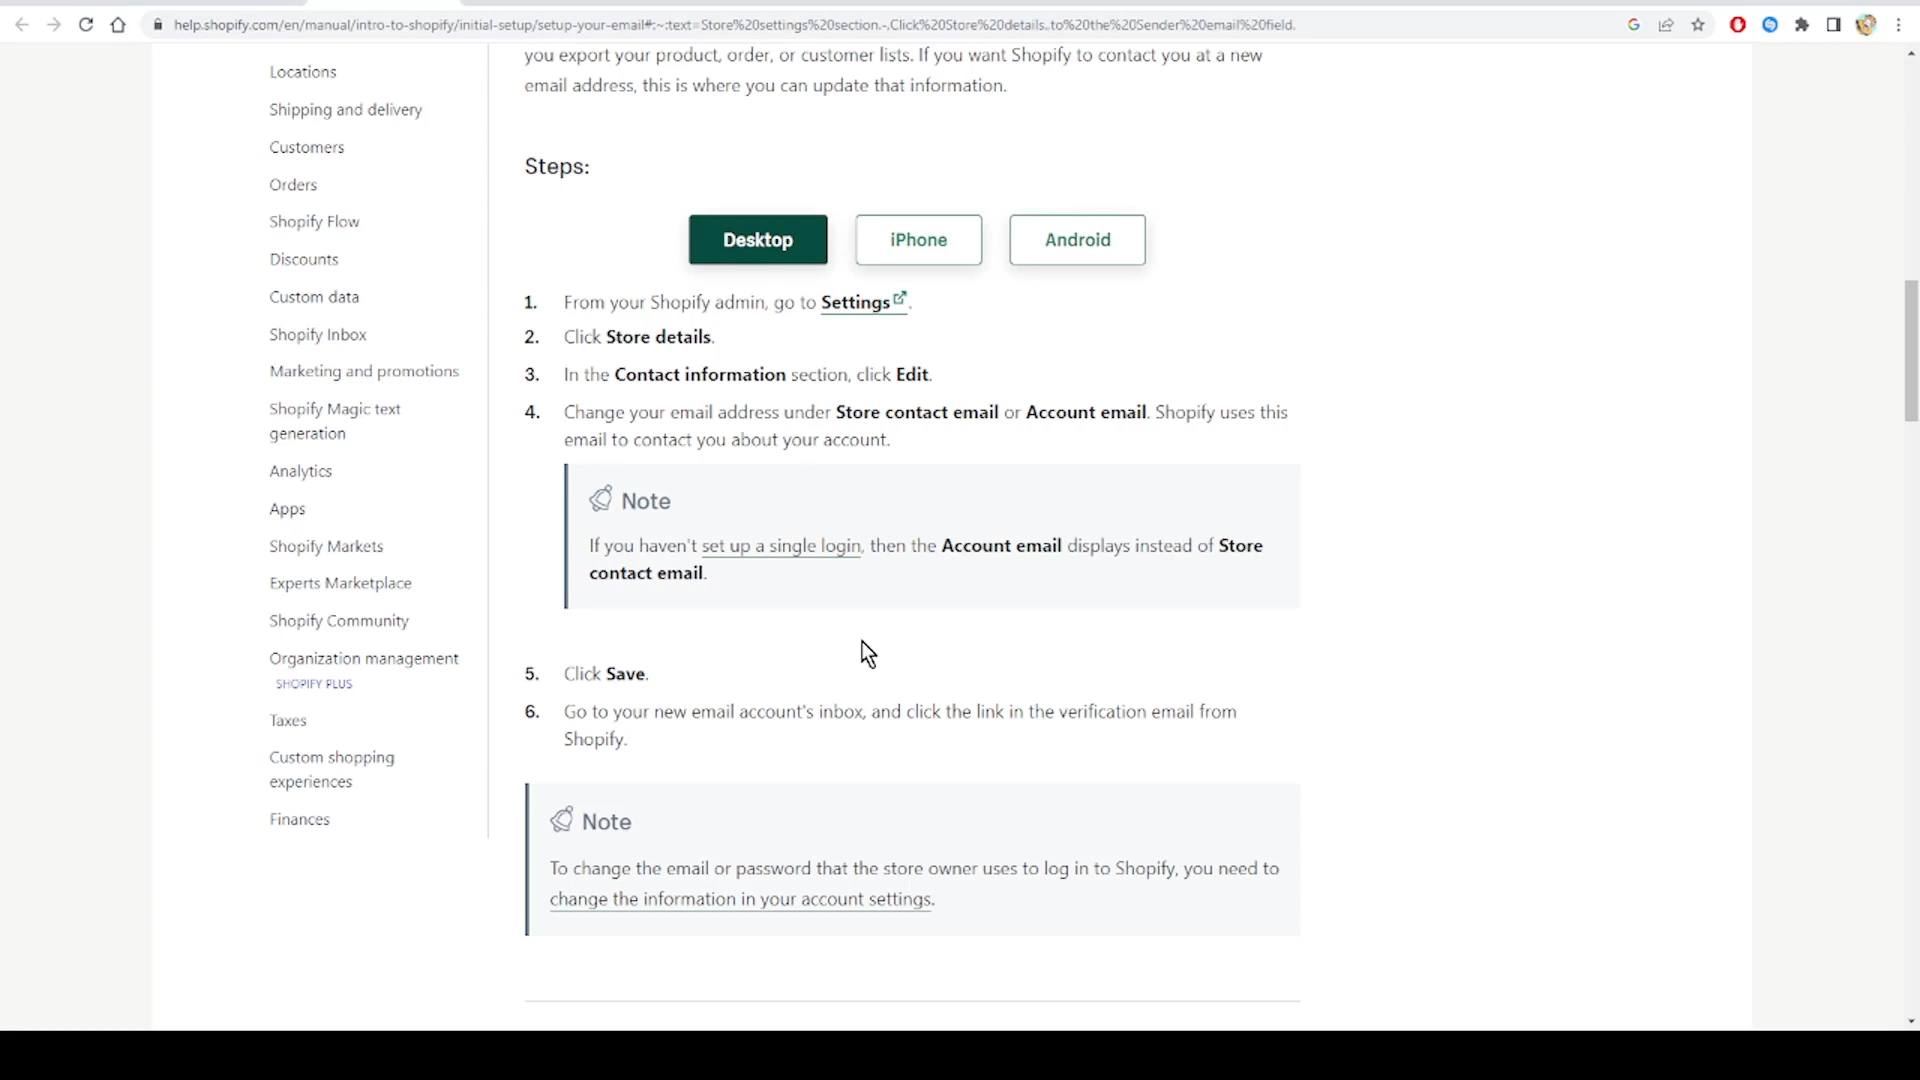 help.shopify.com/en/manual/intro-to-shopify/initial-setup/setup-your-email#:~:text=Store%20settings%20section.-,Click%20Store%20details.,to%20the%20Sender%20email%20field.
you export your product, order, or customer lists. If you want Shopify to contact you at a new
email address, this is where you can update that information.
Locations
Shipping and delivery
Customers
Orders
Shopify Flow
Discounts
Custom data
Shopify Inbox
Marketing and promotions
Shopify Magic text
generation
Analytics
Apps
Shopify Markets
Experts Marketplace
Shopify Community
Organization management
SHOPIFY PLUS
Taxes
Custom shopping
experiences
Finances
Steps:
Desktop
iPhone
Android
1. From your Shopify admin, go to Settings.
2. Click Store details.
3. In the Contact information section, click Edit.
4. Change your email address under Store contact email or Account email. Shopify uses this
email to contact you about your account.
Note
If you haven't set up a single login, then the Account email displays instead of Store
contact email.
5. Click Save.
6. Go to your new email account's inbox, and click the link in the verification email from
Shopify.
Note
To change the email or password that the store owner uses to log in to Shopify, you need to
change the information in your account settings.